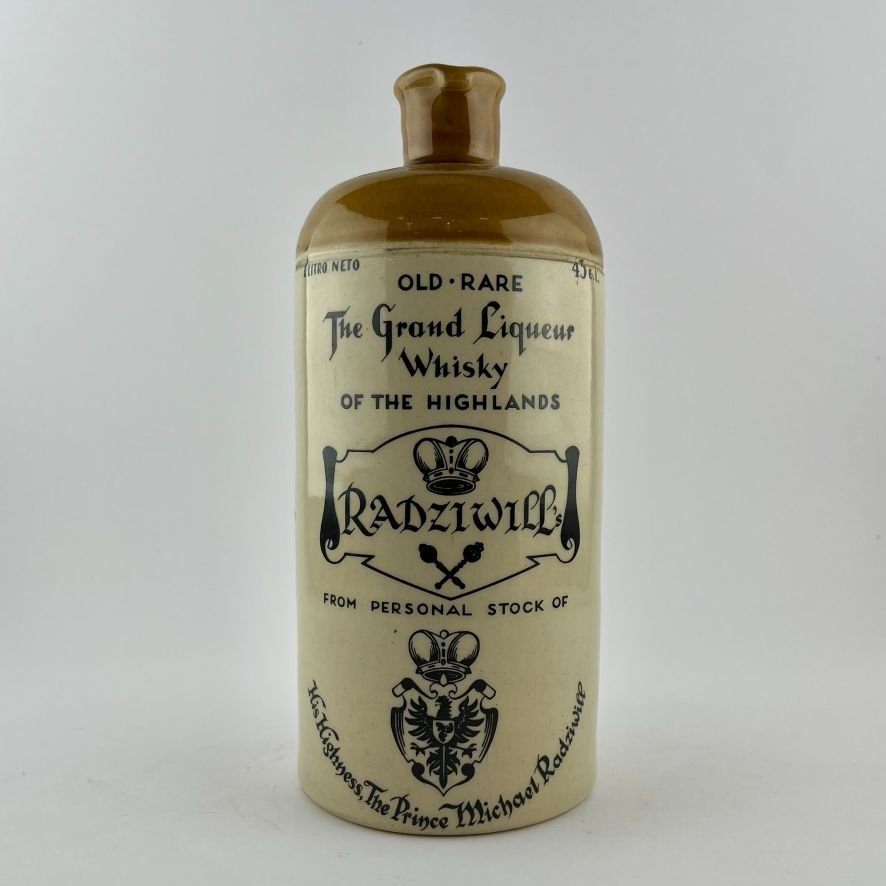 1 LITRO NETO
45 G.L.
OLD · RARE
The Grand Liqueur
Whisky
OF THE HIGHLANDS
RADZIWILL's
FROM PERSONAL STOCK OF
His Highness, The Prince Michael Radziwill